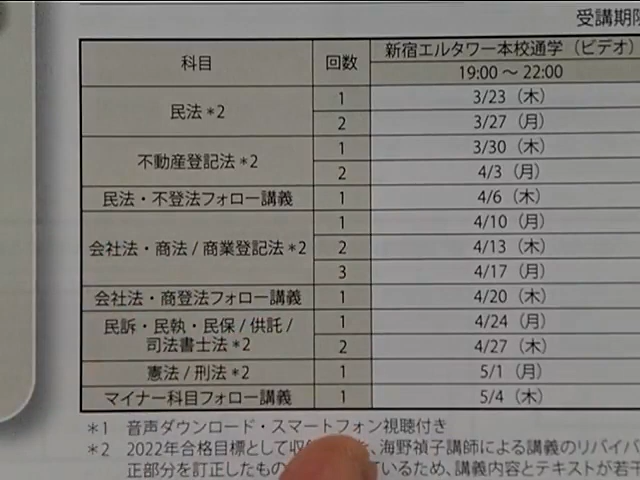 受講期限
科目 回数 新宿エルタワー本校通学（ビデオ）
19:00 〜 22:00
民法＊2 1 3/23（木）
2 3/27（月）
不動産登記法＊2 1 3/30（木）
2 4/3（月）
民法・不登法フォロー講義 1 4/6（木）
会社法・商法 / 商業登記法＊2 1 4/10（月）
2 4/13（木）
3 4/17（月）
会社法・商登法フォロー講義 1 4/20（木）
民訴・民執・民保 / 供託 / 1 4/24（月）
司法書士法＊2 2 4/27（木）
憲法 / 刑法＊2 1 5/1（月）
マイナー科目フォロー講義 1 5/4（木）
＊1 音声ダウンロード・スマートフォン視聴付き
＊2 2022年合格目標として収 、海野禎子講師による講義のリバイバ
正部分を訂正したもの ているため、講義内容とテキストが若干